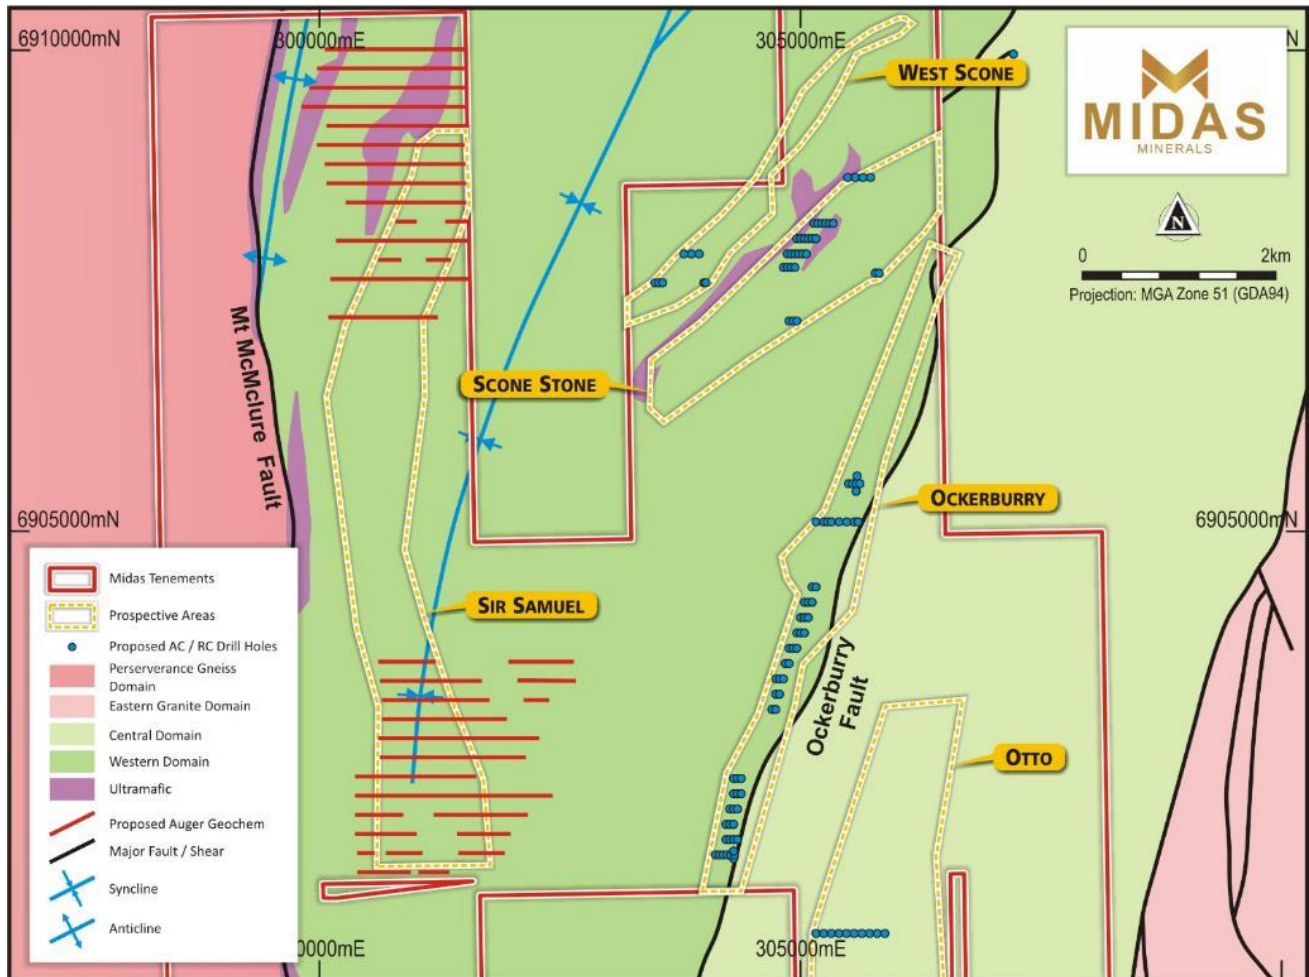 6910000mN
300000mE
305000mE
N
WEST SCONE
MIDAS
MINERALS
N
0 2km
Projection: MGA Zone 51 (GDA94)
Mt McMclure Fault
SCONE STONE
OCKERBURRY
6905000mN
6905000mN
SIR SAMUEL
Ockerburry
Fault
OTTO
Midas Tenements
Prospective Areas
Proposed AC / RC Drill Holes
Perserverance Gneiss
Domain
Eastern Granite Domain
Central Domain
Western Domain
Ultramafic
Proposed Auger Geochem
Major Fault / Shear
Syncline
Anticline
0000mE
305000mE